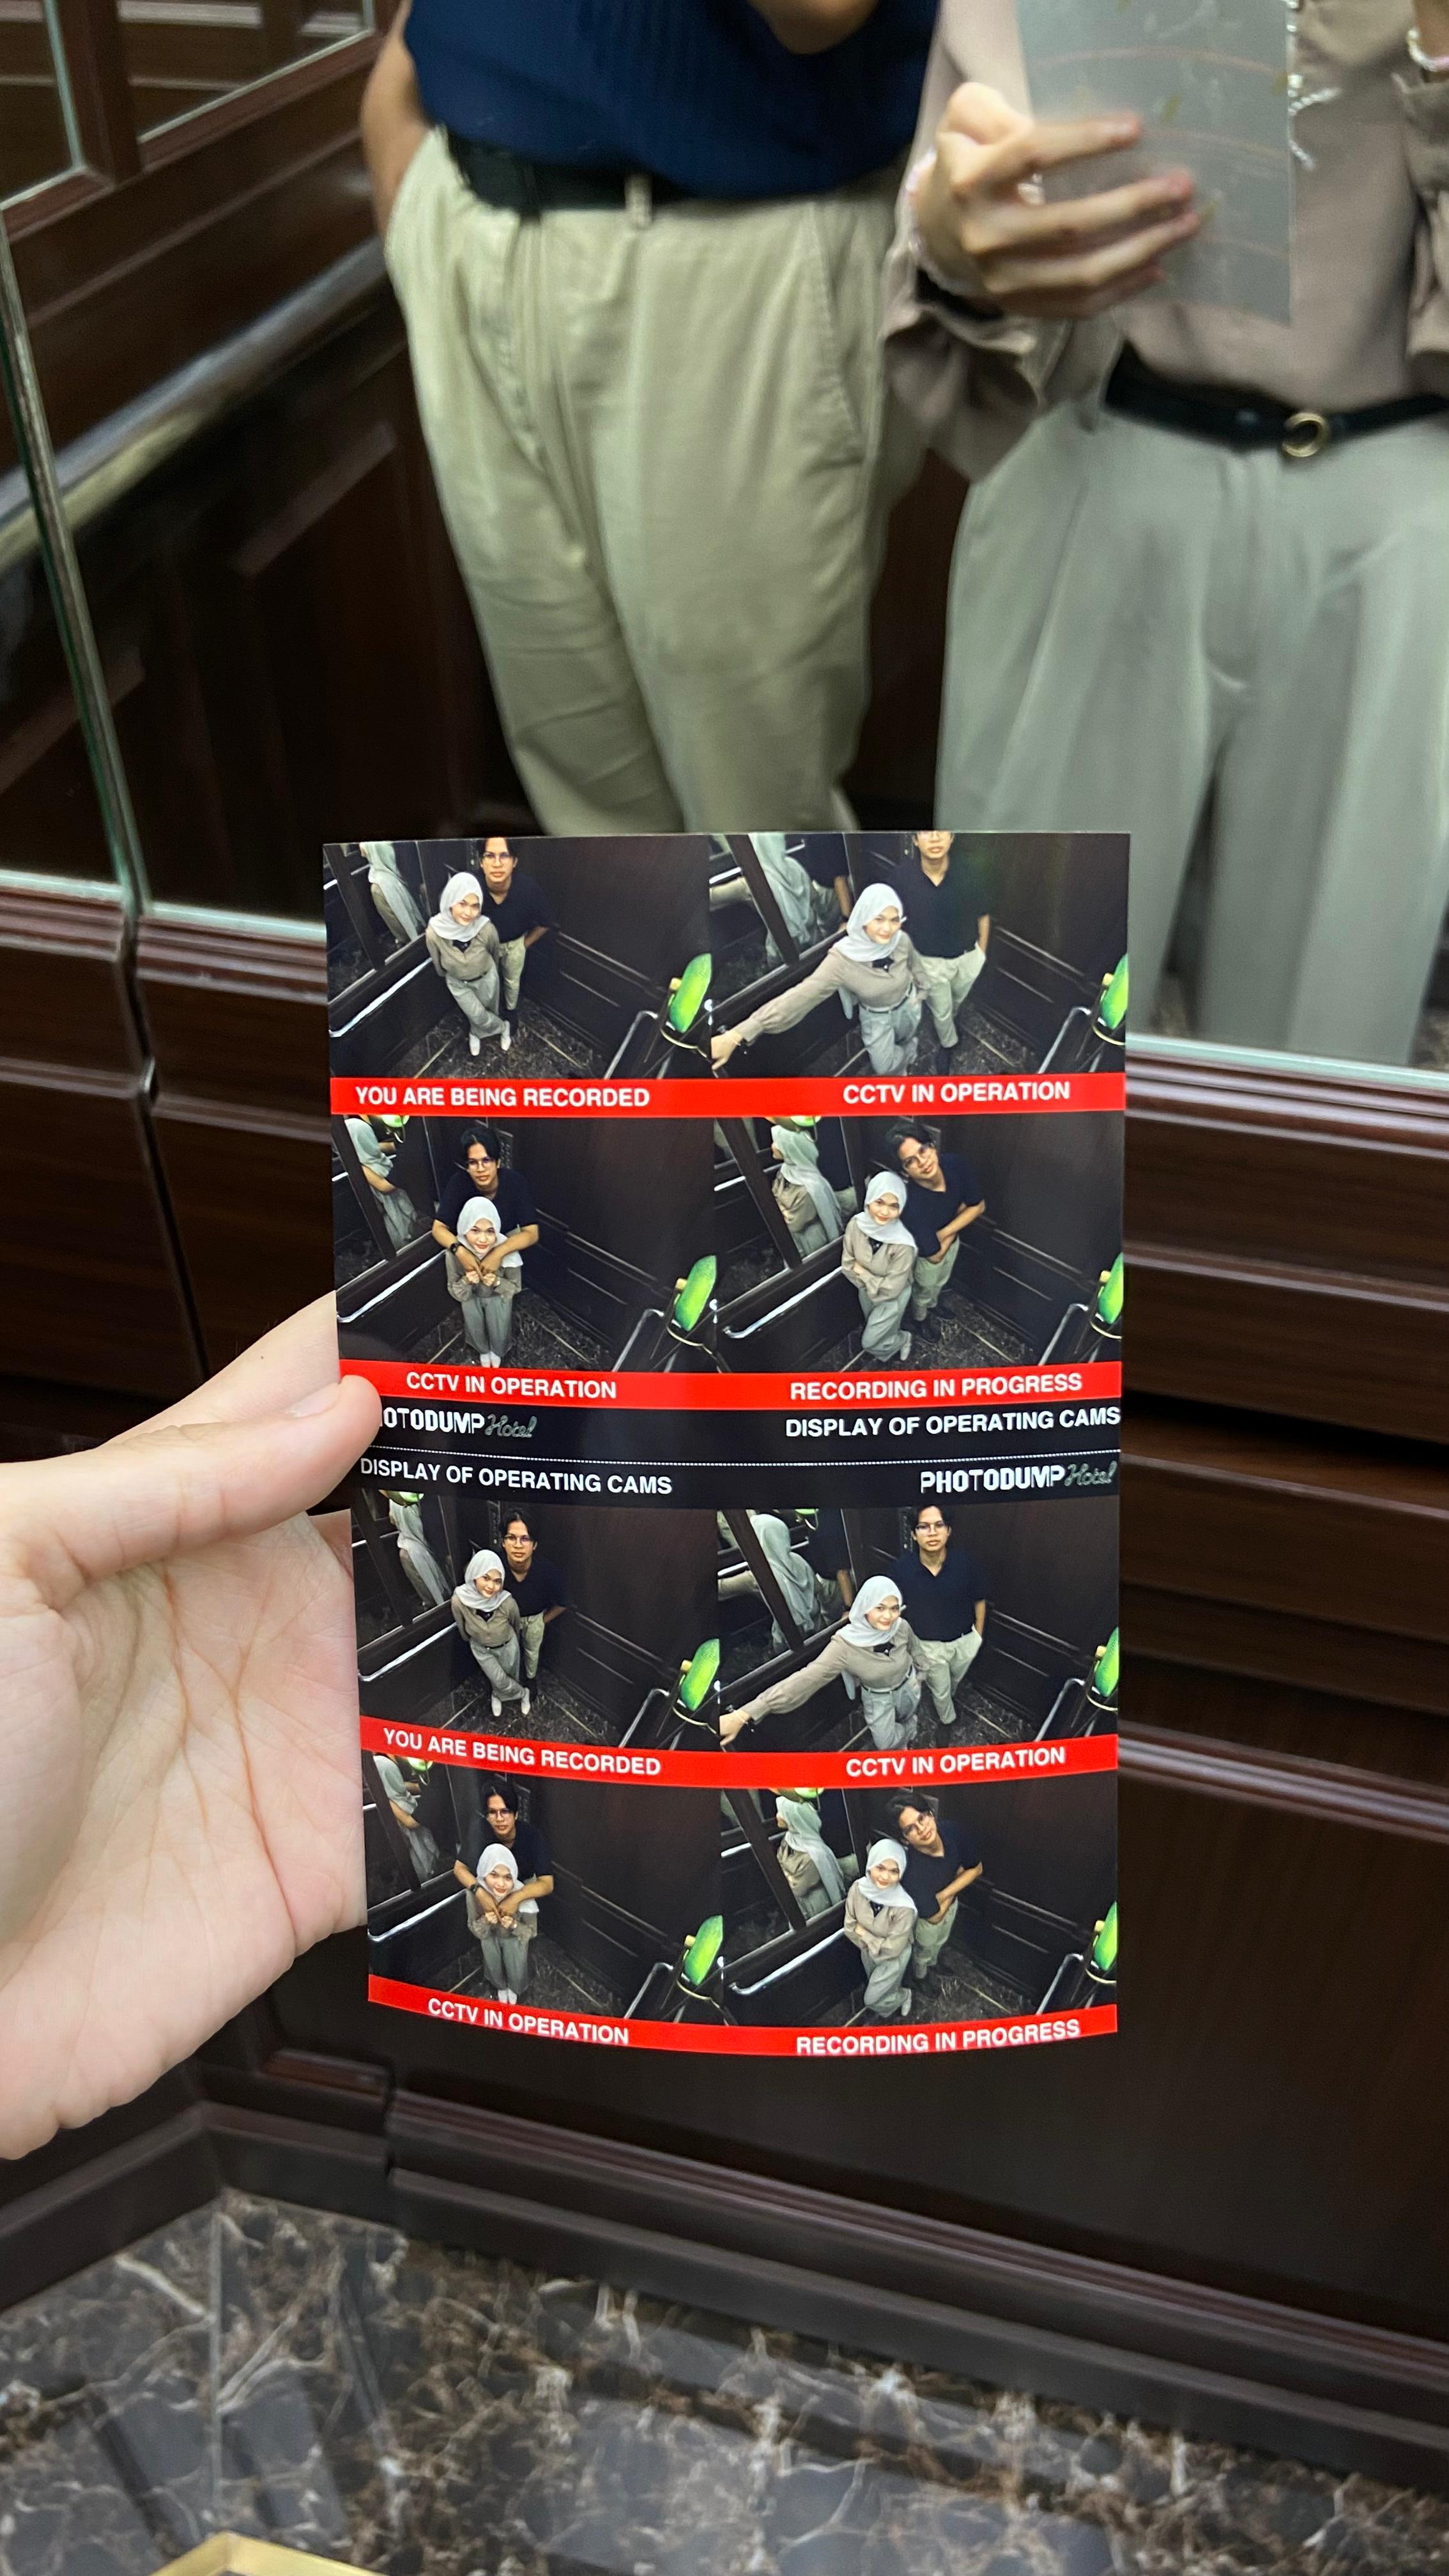 YOU ARE BEING RECORDED CCTV IN OPERATION
CCTV IN OPERATION RECORDING IN PROGRESS
PHOTODUMP Hotel DISPLAY OF OPERATING CAMS
DISPLAY OF OPERATING CAMS PHOTODUMP Hotel
YOU ARE BEING RECORDED CCTV IN OPERATION
CCTV IN OPERATION RECORDING IN PROGRESS